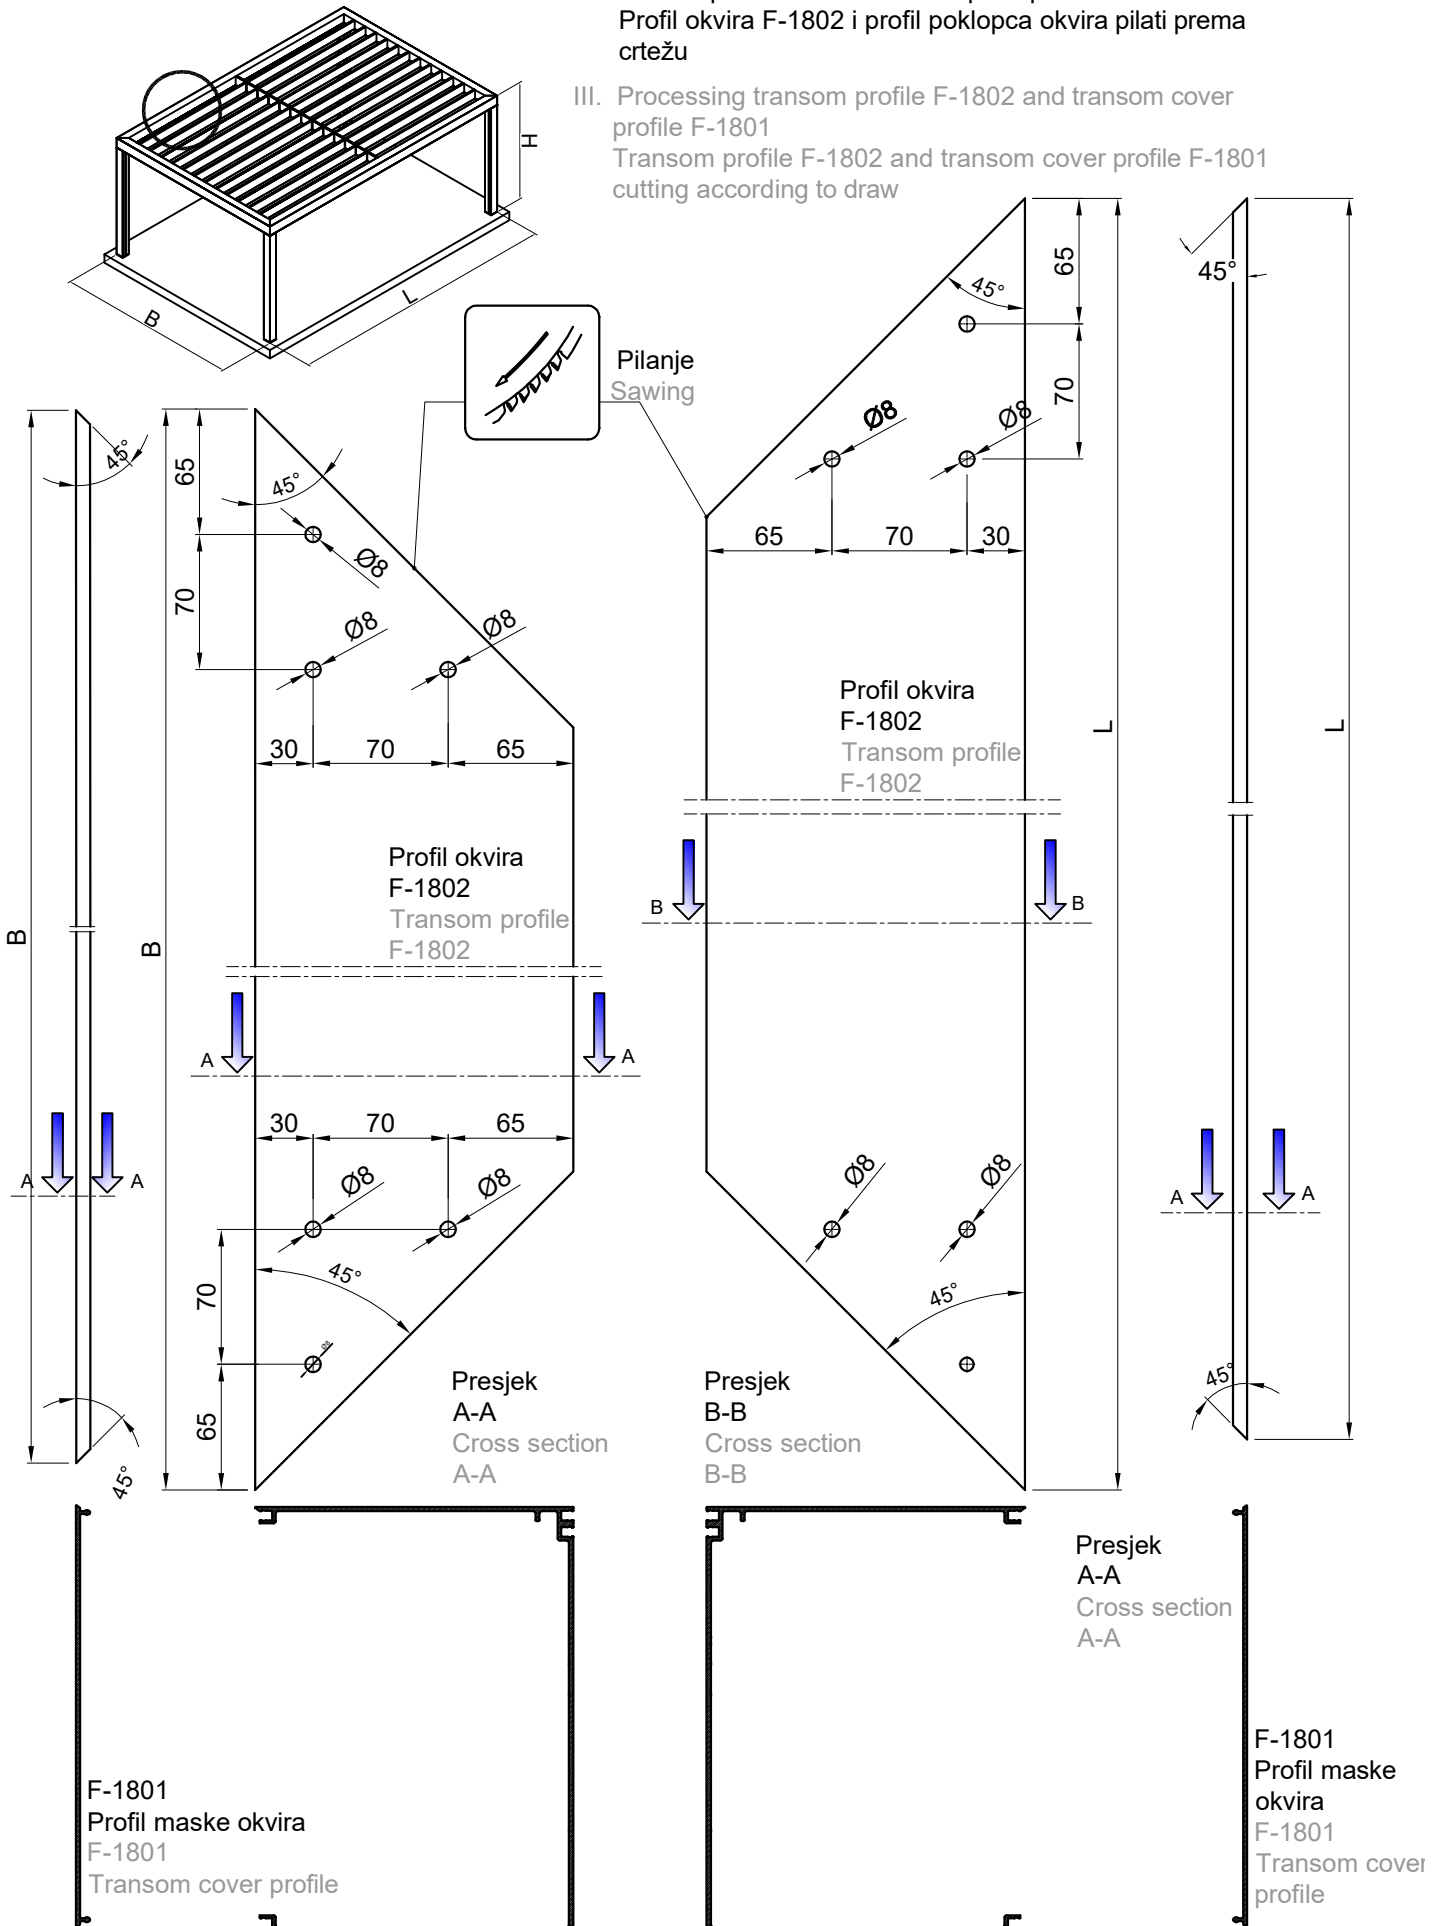 Profil okvira F-1802 i profil poklopca okvira pilati prema
crtežu
III. Processing transom profile F-1802 and transom cover
profile F-1801
Transom profile F-1802 and transom cover profile F-1801
cutting according to draw
H
B
L
Pilanje
Sawing
45°
65
70
45°
Ø8
Ø8
Ø8
30
70
65
B
B
Profil okvira
F-1802
Transom profile
F-1802
A
A
A
A
30
70
65
Ø8
Ø8
45°
70
65
Ø8
45°
45°
65
70
Ø8
Ø8
65
70
30
Profil okvira
F-1802
Transom profile
F-1802
L
B
B
Ø8
Ø8
45°
45°
L
A
A
45°
Presjek
A-A
Cross section
A-A
Presjek
B-B
Cross section
B-B
Presjek
A-A
Cross section
A-A
F-1801
Profil maske okvira
F-1801
Transom cover profile
F-1801
Profil maske
okvira
F-1801
Transom cover
profile